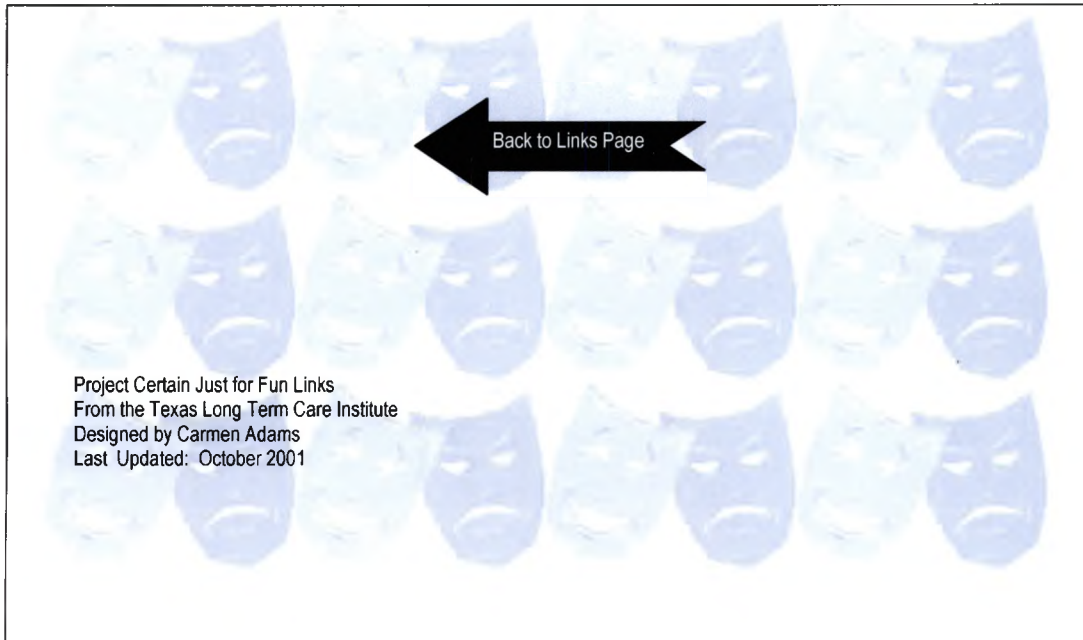 Back to Links Page
Project Certain Just for Fun Links
From the Texas Long Term Care Institute
Designed by Carmen Adams
Last Updated: October 2001